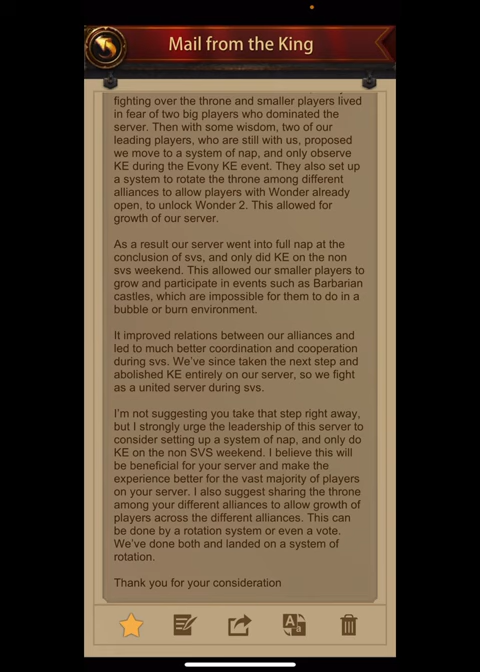 Mail from the King
fighting over the throne and smaller players lived
in fear of two big players who dominated the
server. Then with some wisdom, two of our
leading players, who are still with us, proposed
we move to a system of nap, and only observe
KE during the Evony KE event. They also set up
a system to rotate the throne among different
alliances to allow players with Wonder already
open, to unlock Wonder 2. This allowed for
growth of our server.
As a result our server went into full nap at the
conclusion of svs, and only did KE on the non
svs weekend. This allowed our smaller players to
grow and participate in events such as Barbarian
castles, which are impossible for them to do in a
bubble or burn environment.
It improved relations between our alliances and
led to much better coordination and cooperation
during svs. We've since taken the next step and
abolished KE entirely on our server, so we fight
as a united server during svs.
I'm not suggesting you take that step right away,
but I strongly urge the leadership of this server to
consider setting up a system of nap, and only do
KE on the non SVS weekend. I believe this will
be beneficial for your server and make the
experience better for the vast majority of players
on your server. I also suggest sharing the throne
among your different alliances to allow growth of
players across the different alliances. This can
be done by a rotation system or even a vote.
We've done both and landed on a system of
rotation.
Thank you for your consideration